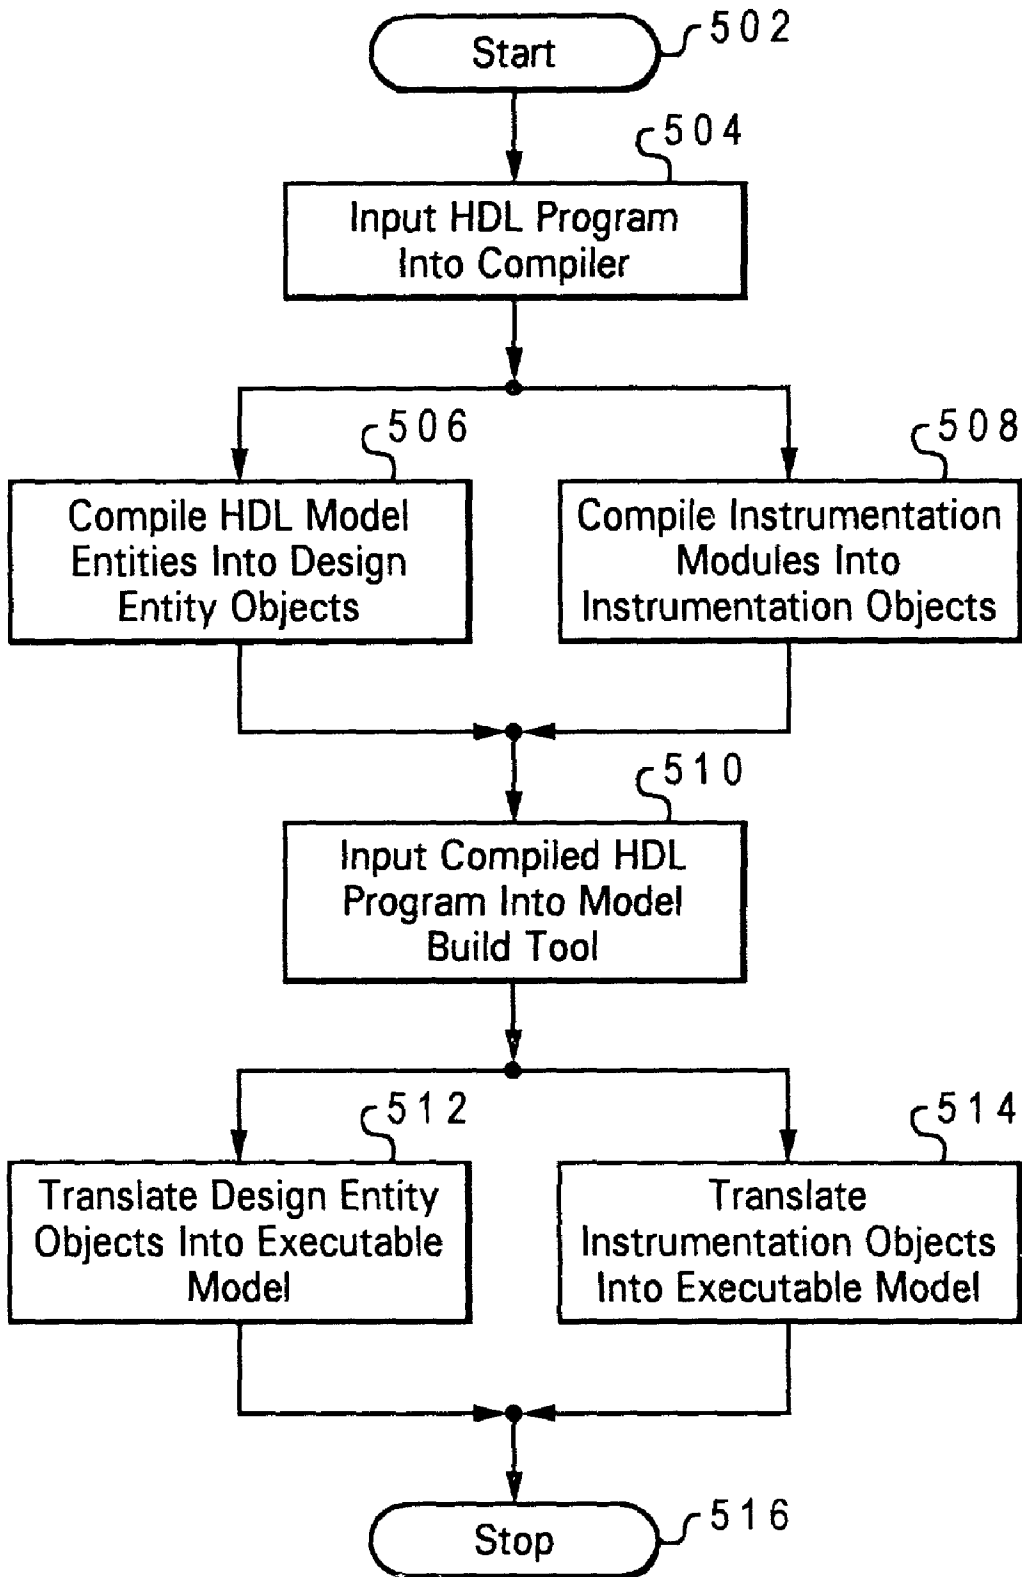 Start
502
504
Input HDL Program
Into Compiler
506
508
Compile HDL Model
Entities Into Design
Entity Objects
Compile Instrumentation
Modules Into
Instrumentation Objects
510
Input Compiled HDL
Program Into Model
Build Tool
512
514
Translate Design Entity
Objects Into Executable
Model
Translate
Instrumentation Objects
Into Executable Model
Stop
516